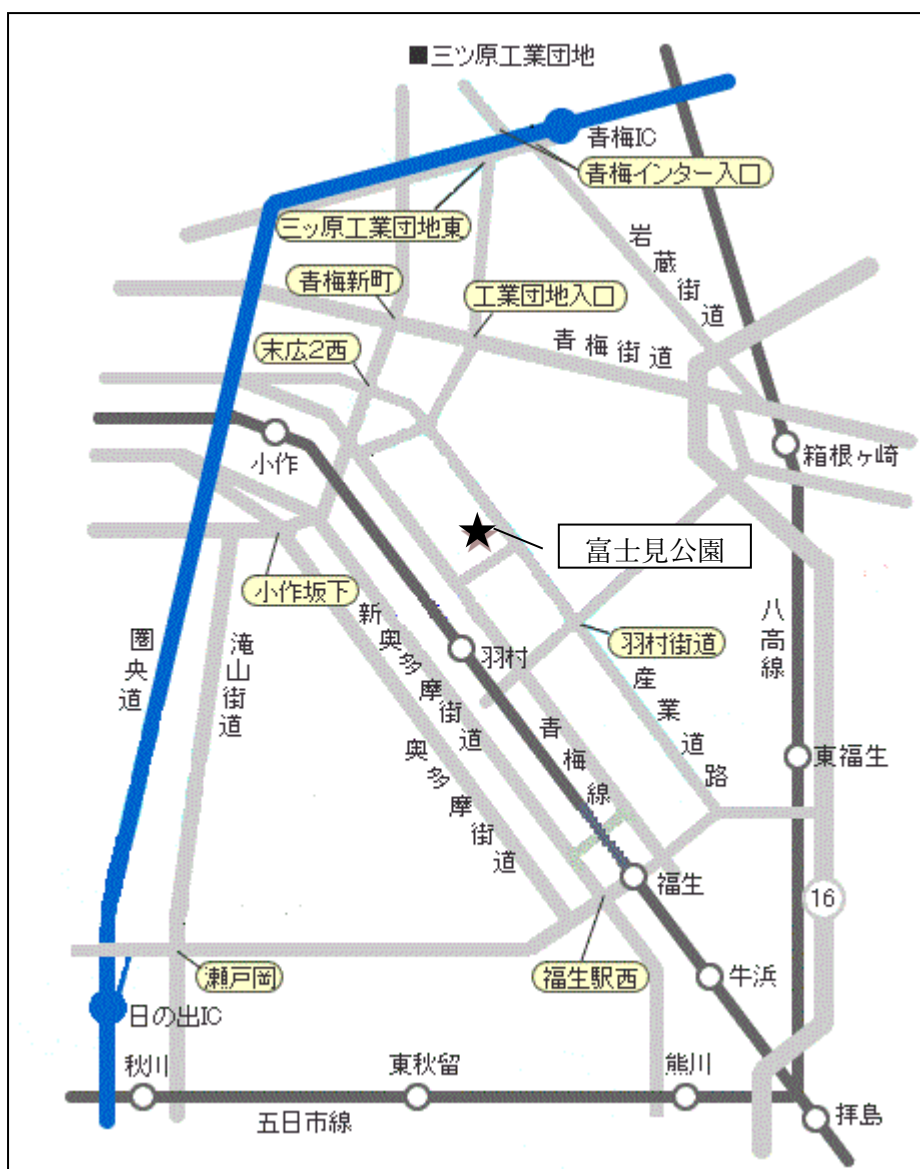 ■三ツ原工業団地
青梅IC
青梅インター入口
三ッ原工業団地東
岩蔵街道
青梅新町
工業団地入口
青梅街道
末広2西
小作
箱根ヶ崎
富士見公園
小作坂下
新奥多摩街道
羽村
羽村街道
八高線
圏央道
滝山街道
産業道路
奥多摩街道
青梅線
東福生
福生
16
瀬戸岡
福生駅西
牛浜
日の出IC
秋川
東秋留
熊川
五日市線
拝島